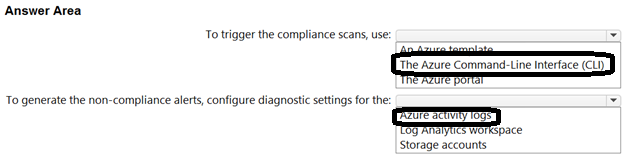 Answer Area
To trigger the compliance scans, use:
An Azure template
The Azure Command-Line Interface (CLI)
The Azure portal
To generate the non-compliance alerts, configure diagnostic settings for the:
Azure activity logs
Log Analytics workspace
Storage accounts